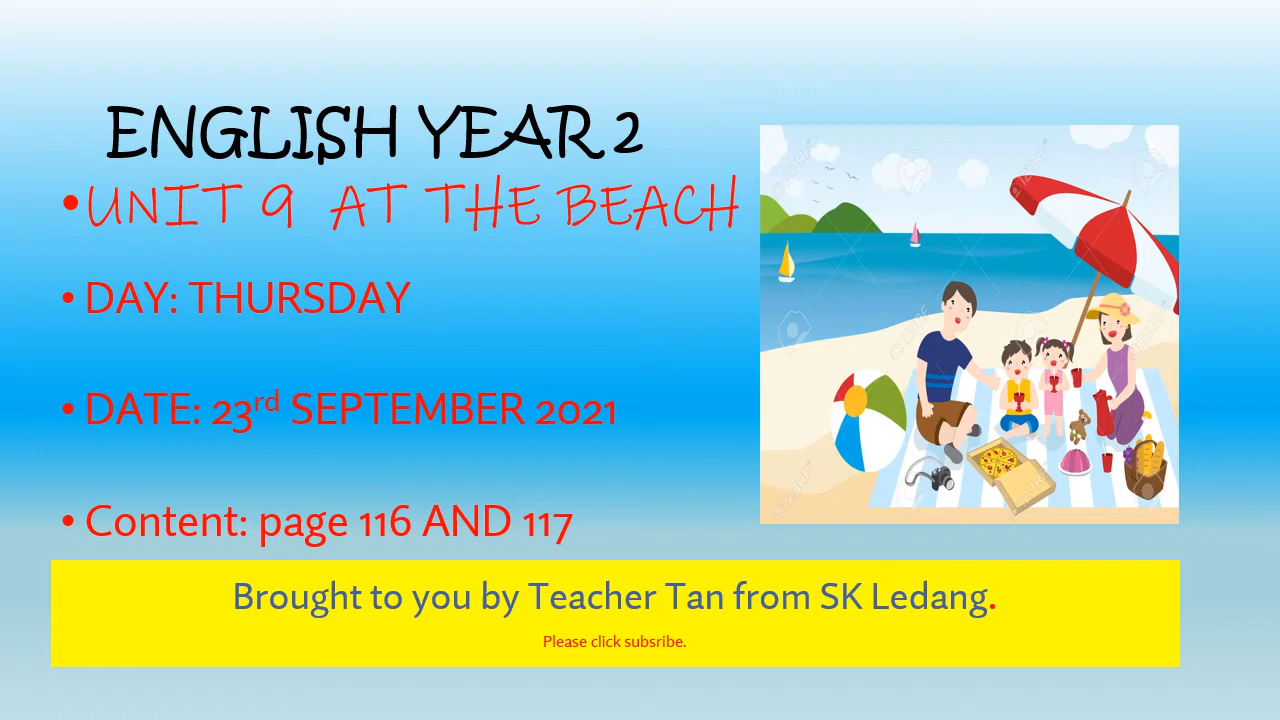 ENGLISH YEAR 2
•UNIT 9 AT THE BEACH
• DAY: THURSDAY
• DATE: 23rd SEPTEMBER 2021
• Content: page 116 AND 117
Brought to you by Teacher Tan from SK Ledang.
Please click subsribe.